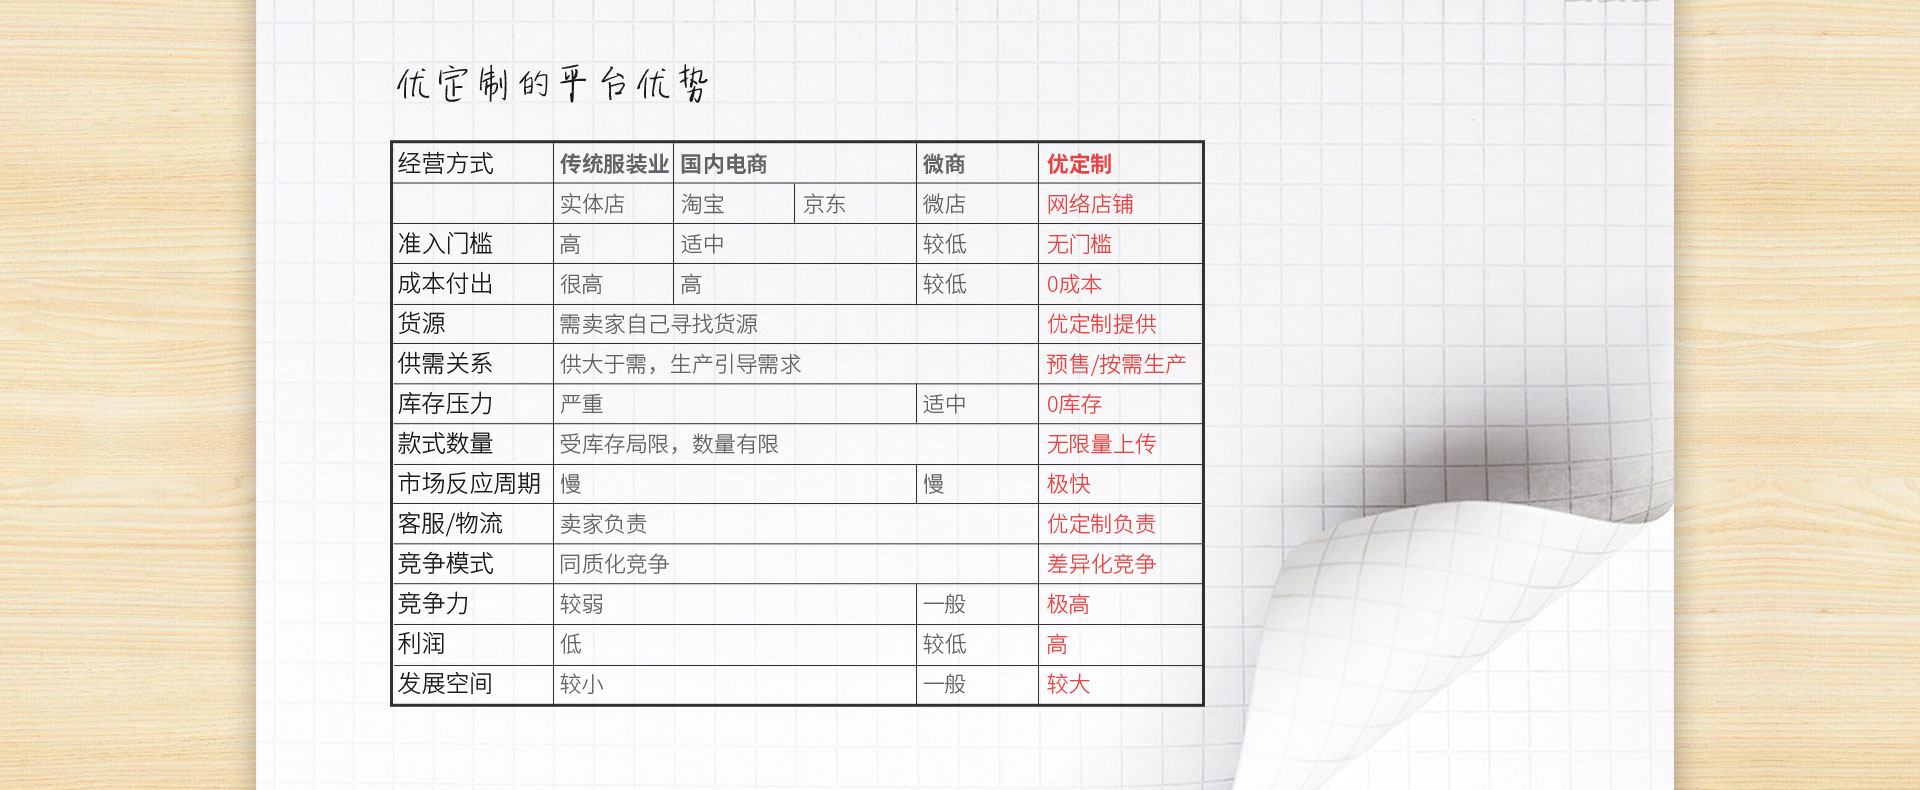 优定制的平台优势
经营方式 传统服装业 国内电商 微商 优定制
实体店 淘宝 京东 微店 网络店铺
准入门槛 高 适中 较低 无门槛
成本付出 很高 高 较低 0成本
货源 需卖家自己寻找货源 优定制提供
供需关系 供大于需，生产引导需求 预售/按需生产
库存压力 严重 适中 0库存
款式数量 受库存局限，数量有限 无限量上传
市场反应周期 慢 慢 极快
客服/物流 卖家负责 优定制负责
竞争模式 同质化竞争 差异化竞争
竞争力 较弱 一般 极高
利润 低 较低 高
发展空间 较小 一般 较大